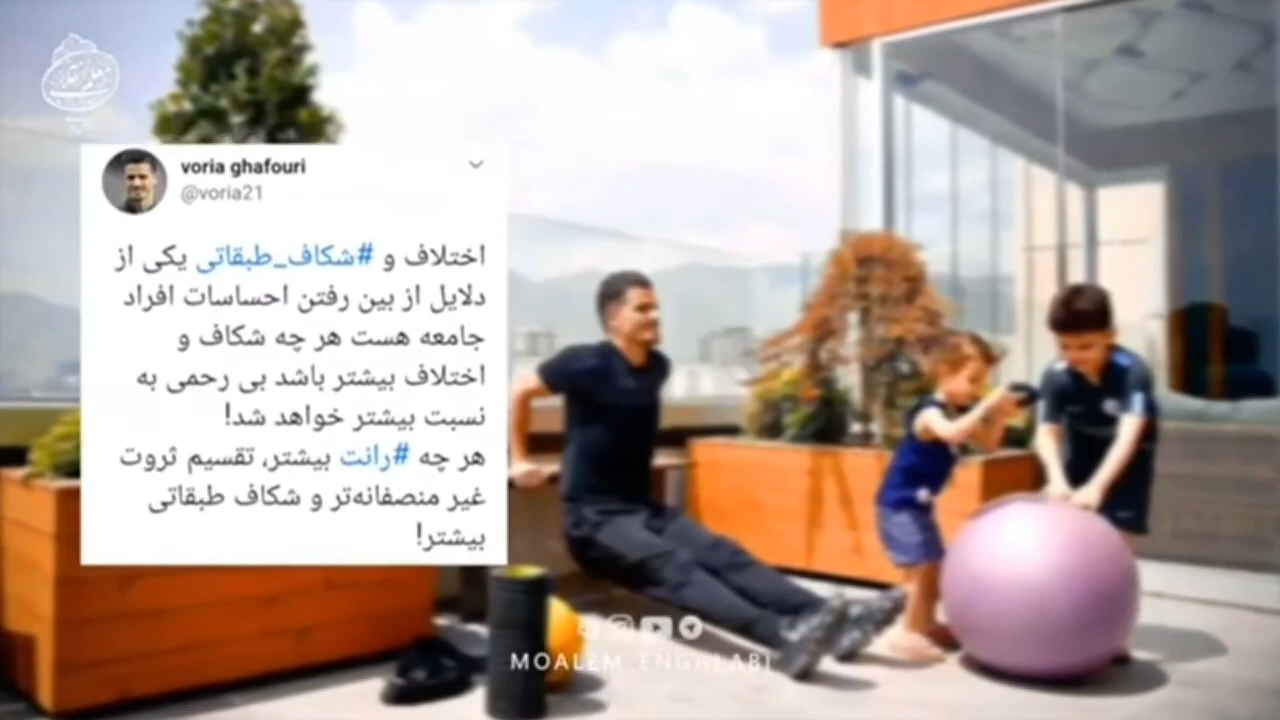 voria ghafouri
@voria21
اختلاف و #شکاف_طبقاتی یکی از
دلایل از بین رفتن احساسات افراد
جامعه هست هر چه شکاف و
اختلاف بیشتر باشد بی رحمی به
نسبت بیشتر خواهد شد!
هر چه #رانت بیشتر، تقسیم ثروت
غیر منصفانه‌تر و شکاف طبقاتی
بیشتر!
MOALEM_ENGHLABI